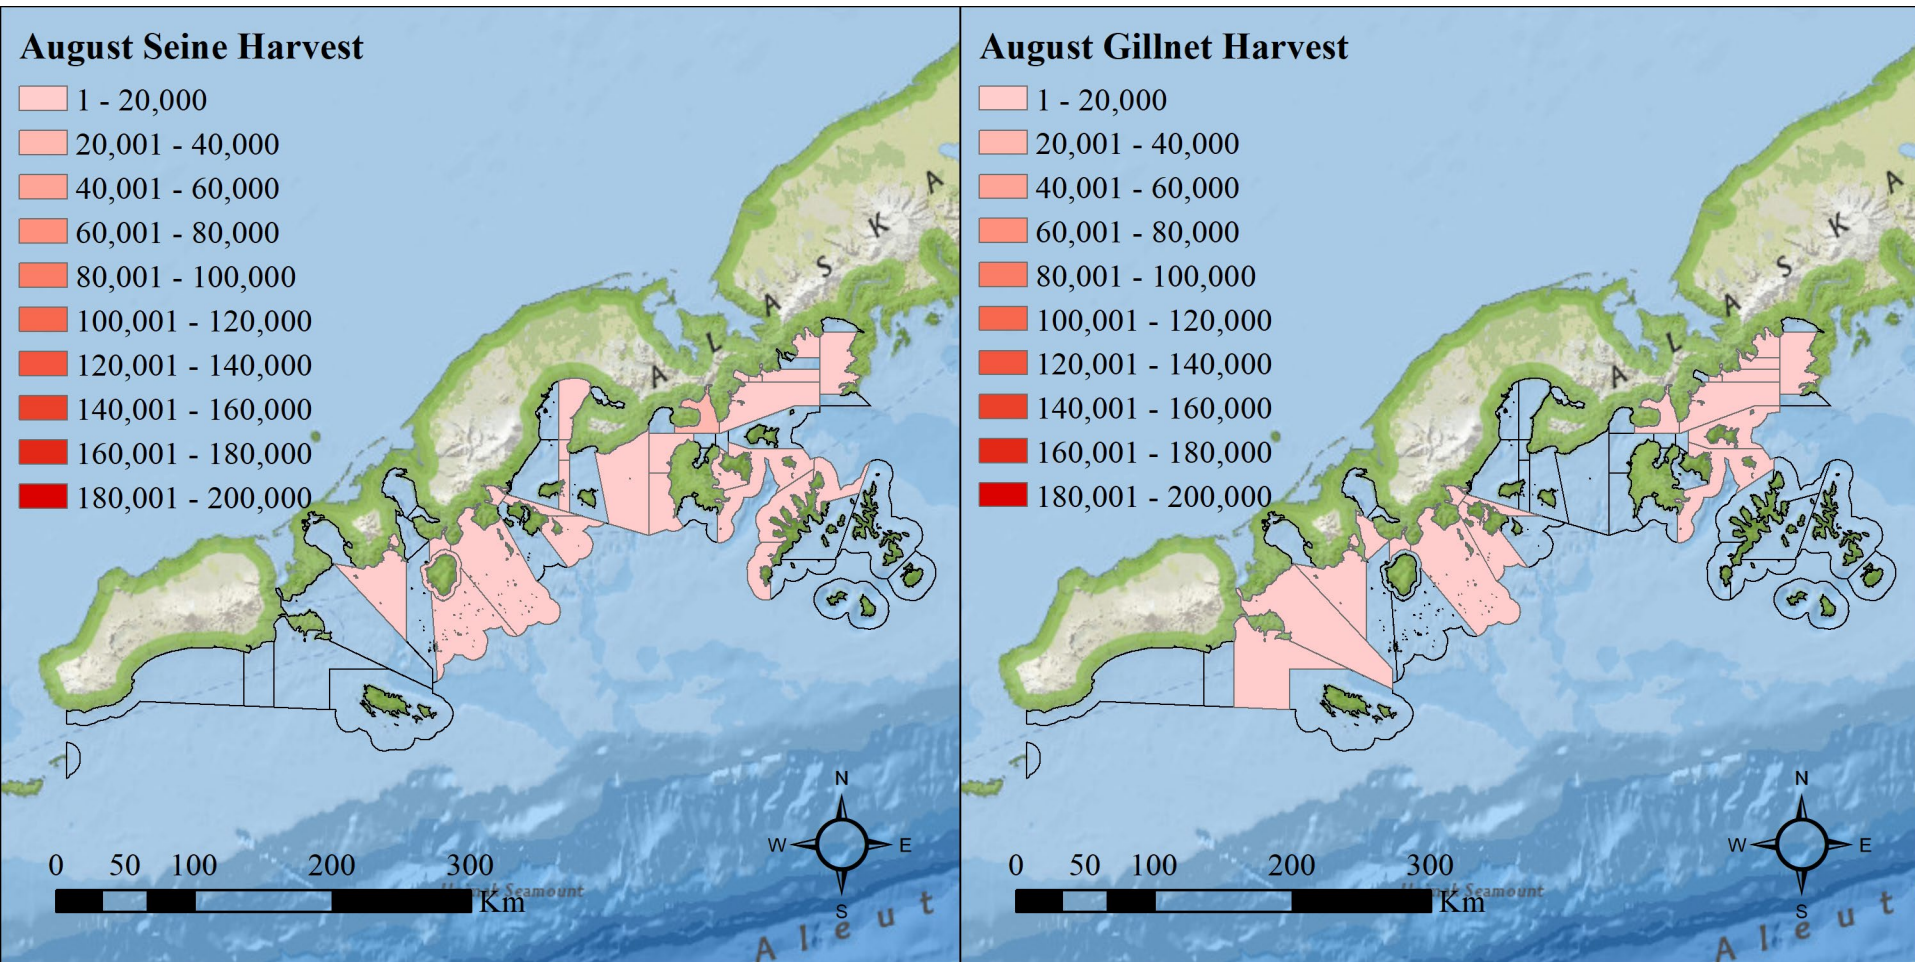 August Seine Harvest
1 - 20,000
20,001 - 40,000
40,001 - 60,000
60,001 - 80,000
80,001 - 100,000
100,001 - 120,000
120,001 - 140,000
140,001 - 160,000
160,001 - 180,000
180,001 - 200,000
A L A S K A
N
W E
S
0 50 100 200 300
Km
Seamount
Aleut
August Gillnet Harvest
1 - 20,000
20,001 - 40,000
40,001 - 60,000
60,001 - 80,000
80,001 - 100,000
100,001 - 120,000
120,001 - 140,000
140,001 - 160,000
160,001 - 180,000
180,001 - 200,000
A L A S K A
N
W E
S
0 50 100 200 300
Km
Seamount
Aleut